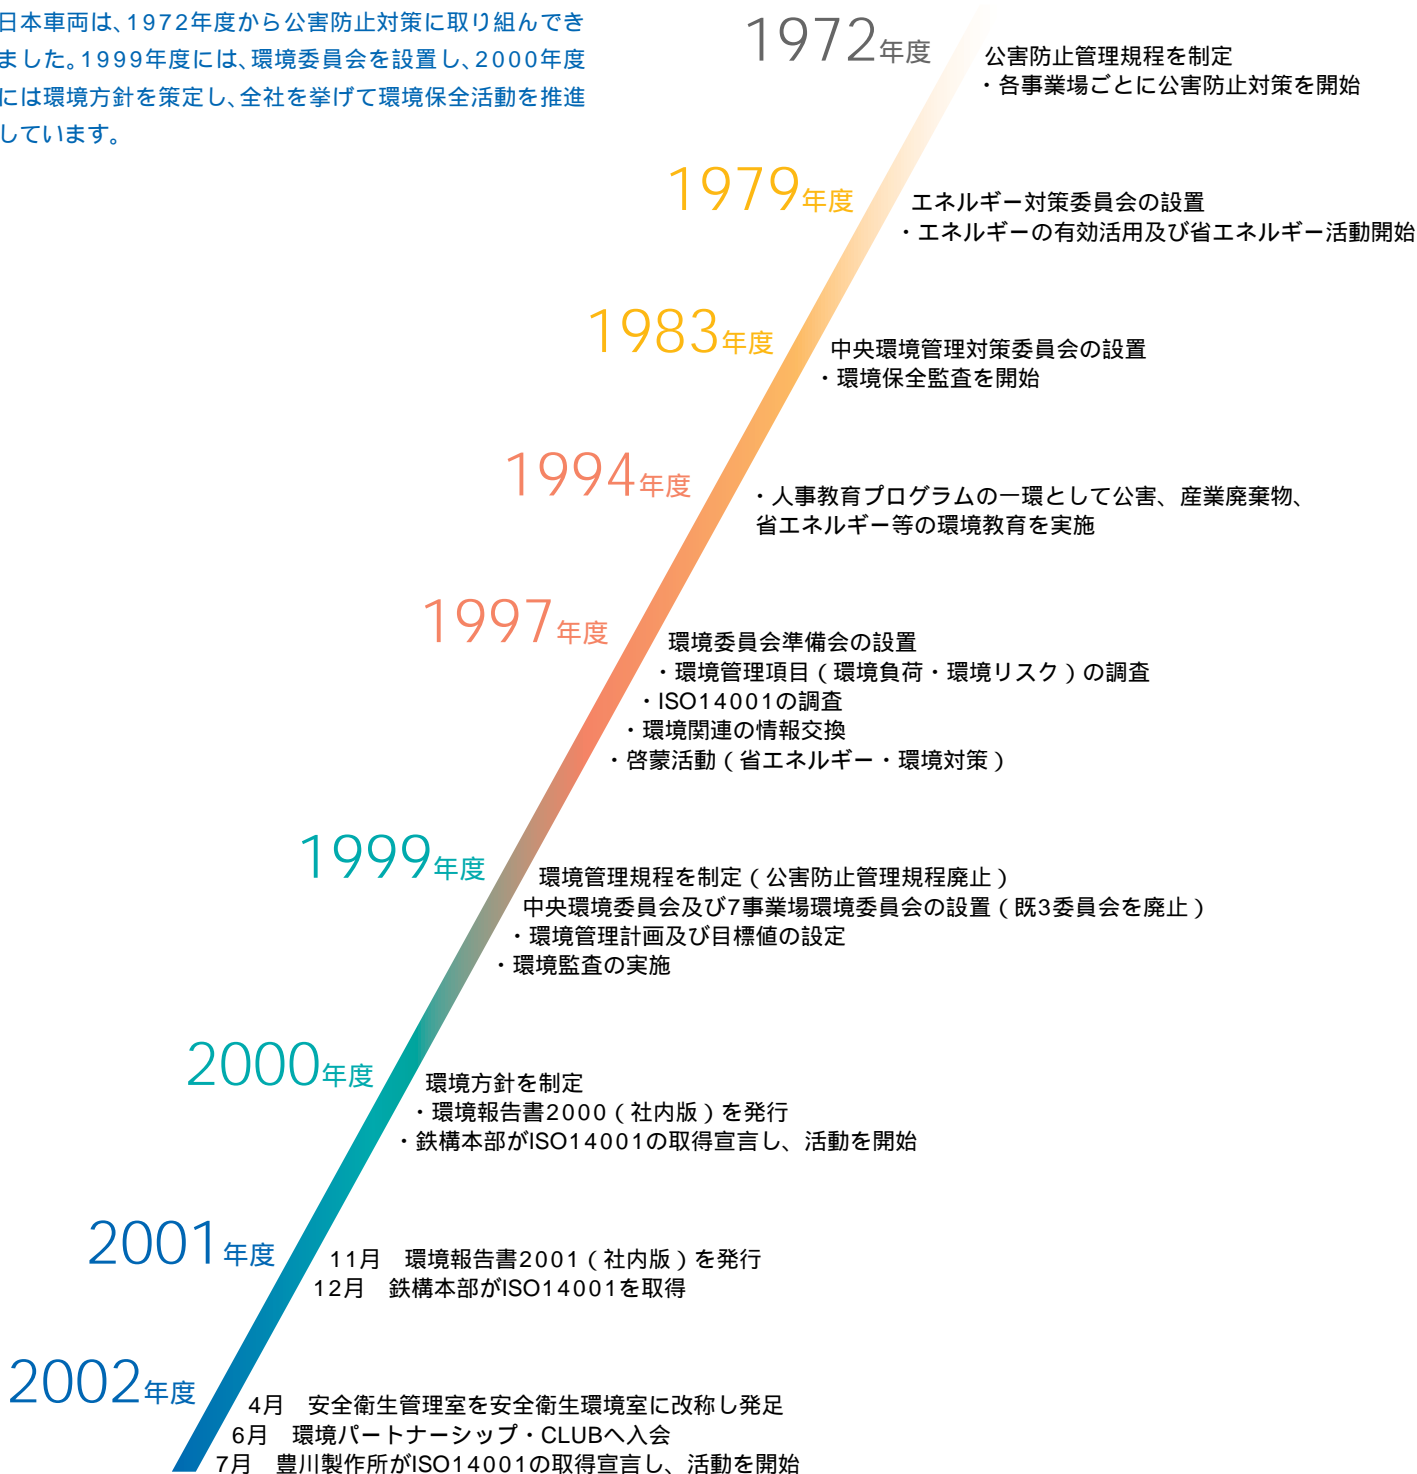 日本車両は、1972年度から公害防止対策に取り組んでき
ました。1999年度には、環境委員会を設置し、2000年度
には環境方針を策定し、全社を挙げて環境保全活動を推進
しています。
1972年度
公害防止管理規程を制定
・各事業場ごとに公害防止対策を開始
1979年度
エネルギー対策委員会の設置
・エネルギーの有効活用及び省エネルギー活動開始
1983年度
中央環境管理対策委員会の設置
・環境保全監査を開始
1994年度
・人事教育プログラムの一環として公害、産業廃棄物、
省エネルギー等の環境教育を実施
1997年度
環境委員会準備会の設置
・環境管理項目（環境負荷・環境リスク）の調査
・ISO14001の調査
・環境関連の情報交換
・啓蒙活動（省エネルギー・環境対策）
1999年度
環境管理規程を制定（公害防止管理規程廃止）
中央環境委員会及び7事業場環境委員会の設置（既3委員会を廃止）
・環境管理計画及び目標値の設定
・環境監査の実施
2000年度
環境方針を制定
・環境報告書2000（社内版）を発行
・鉄構本部がISO14001の取得宣言し、活動を開始
2001年度
11月　環境報告書2001（社内版）を発行
12月　鉄構本部がISO14001を取得
2002年度
4月　安全衛生管理室を安全衛生環境室に改称し発足
6月　環境パートナーシップ・CLUBへ入会
7月　豊川製作所がISO14001の取得宣言し、活動を開始